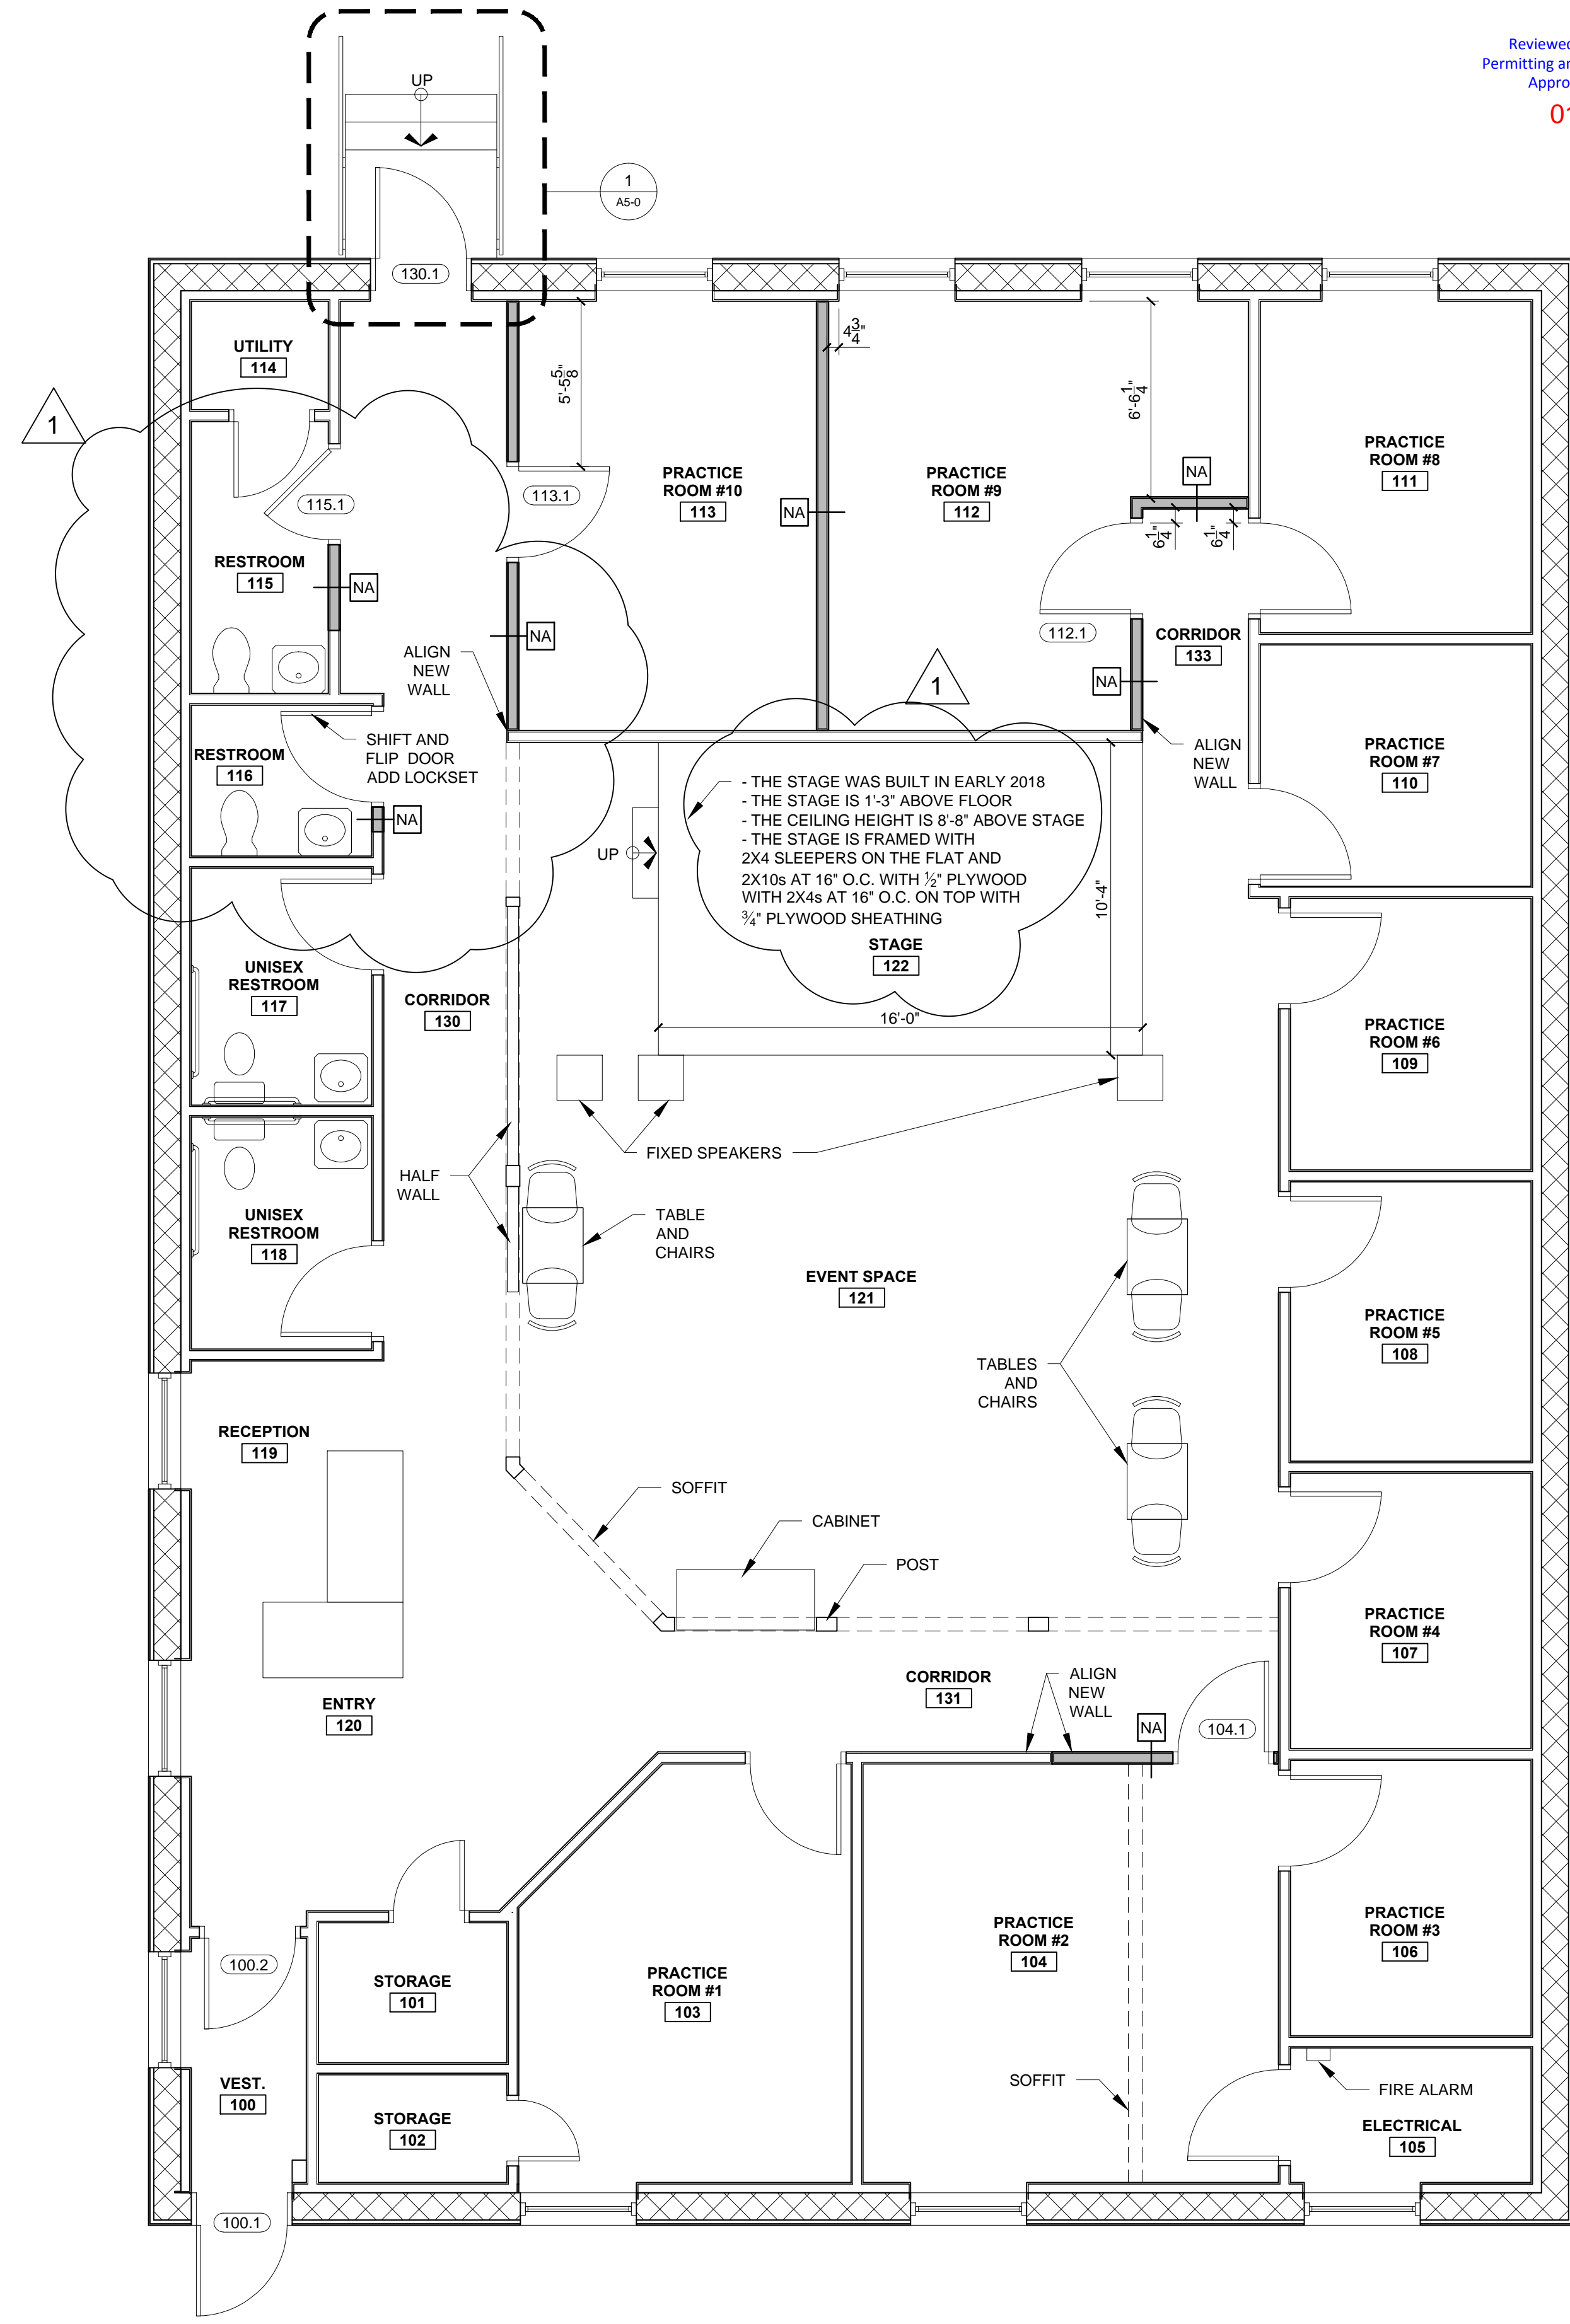 Reviewed
Permitting
Appro
01
UP
1
A5-0
130.1
UTILITY
114
1
5'-5 5/8"
4 3/4"
6'-6 1/4"
PRACTICE
ROOM #10
113
PRACTICE
ROOM #9
112
PRACTICE
ROOM #8
111
NA
NA
115.1
113.1
6 1/4"
6 1/4"
RESTROOM
115
NA
NA
112.1
CORRIDOR
133
ALIGN
NEW
WALL
NA
1
SHIFT AND
FLIP DOOR
ADD LOCKSET
RESTROOM
116
NA
ALIGN
NEW
WALL
PRACTICE
ROOM #7
110
- THE STAGE WAS BUILT IN EARLY 2018
- THE STAGE IS 1'-3" ABOVE FLOOR
- THE CEILING HEIGHT IS 8'-8" ABOVE STAGE
- THE STAGE IS FRAMED WITH
2X4 SLEEPERS ON THE FLAT AND
2X10s AT 16" O.C. WITH ½" PLYWOOD
WITH 2X4s AT 16" O.C. ON TOP WITH
¾" PLYWOOD SHEATHING
UP
10'-4"
STAGE
122
16'-0"
UNISEX
RESTROOM
117
CORRIDOR
130
PRACTICE
ROOM #6
109
FIXED SPEAKERS
HALF
WALL
TABLE
AND
CHAIRS
UNISEX
RESTROOM
118
EVENT SPACE
121
PRACTICE
ROOM #5
108
TABLES
AND
CHAIRS
RECEPTION
119
SOFFIT
CABINET
POST
PRACTICE
ROOM #4
107
ENTRY
120
CORRIDOR
131
ALIGN
NEW
WALL
NA
104.1
100.2
STORAGE
101
PRACTICE
ROOM #1
103
PRACTICE
ROOM #2
104
PRACTICE
ROOM #3
106
VEST.
100
STORAGE
102
SOFFIT
FIRE ALARM
ELECTRICAL
105
100.1